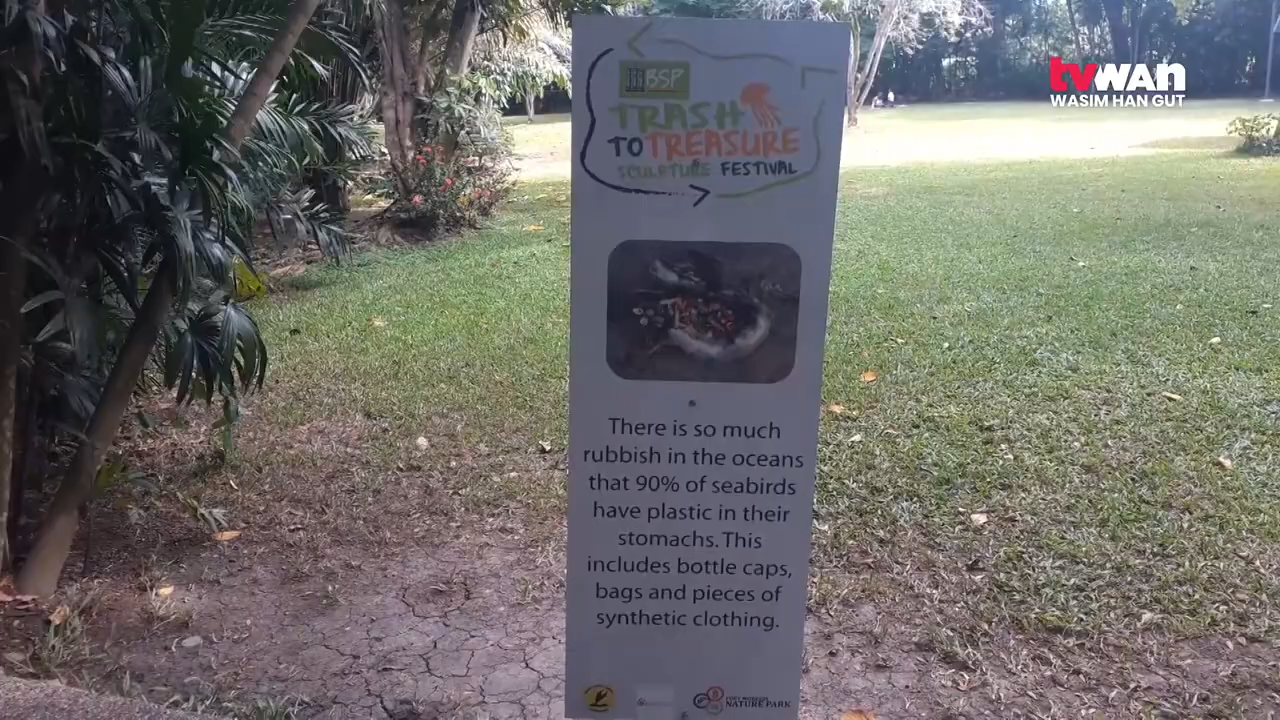 tvwan
WASIM HAN GUT
BSP
TRASH
TO TREASURE
SCULPTURE FESTIVAL
There is so much
rubbish in the oceans
that 90% of seabirds
have plastic in their
stomachs. This
includes bottle caps,
bags and pieces of
synthetic clothing.
PORT MORESBY
NATURE PARK